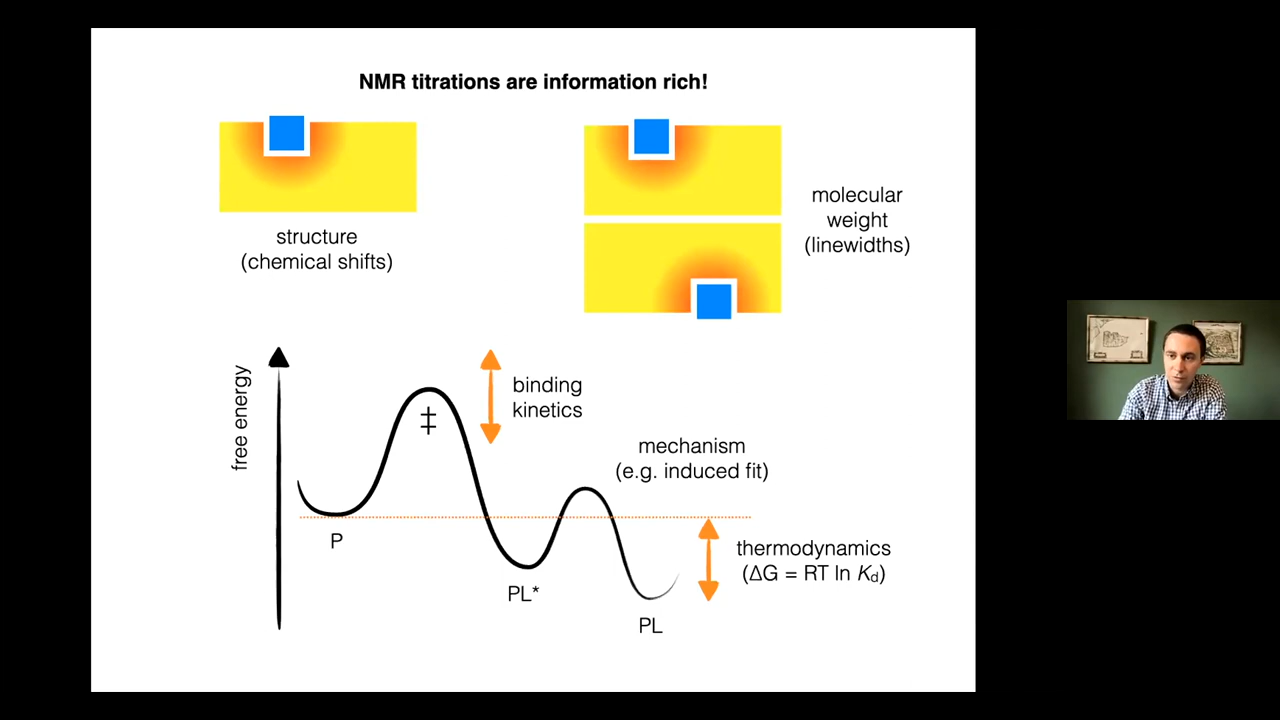 NMR titrations are information rich!
structure
(chemical shifts)
molecular
weight
(linewidths)
free energy
‡
binding
kinetics
mechanism
(e.g. induced fit)
P
PL*
PL
thermodynamics
(ΔG = RT ln Kd)